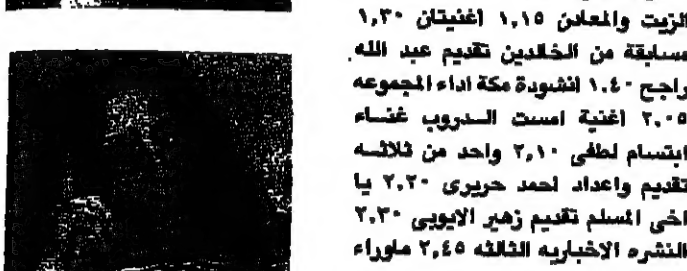 الزيت والمعادن ١,١٥ اغنيتان ١,٣٠
مسابقة من الخالدين تقديم عبد الله
راجح ١,٤٠ انشودة مكة اداء المجموعه
٢,٠٥ اغنية امست الدروب غناء
ابتسام لطفى ٢,١٠ واحد من ثلاثه
تقديم واعداد احمد حريرى ٢,٢٠ يا
اخى المسلم تقديم زهير الايوبى ٢,٣٠
النشره الاخباريه الثالثه ٢,٤٥ ماوراء